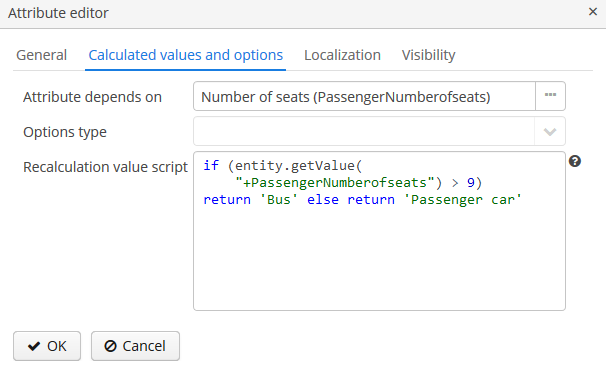 Attribute editor ×
General Calculated values and options Localization Visibility
Attribute depends on Number of seats (PassengerNumberofseats) ···
Options type
Recalculation value script if (entity.getValue( ?
"+PassengerNumberofseats") > 9)
return 'Bus' else return 'Passenger car'
OK Cancel